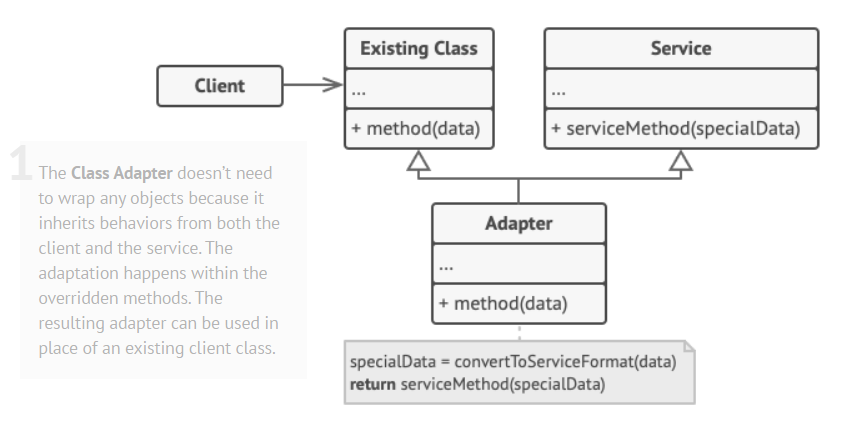 Existing Class
...
+ method(data)
Service
...
+ serviceMethod(specialData)
Client
1
The Class Adapter doesn’t need
to wrap any objects because it
inherits behaviors from both the
client and the service. The
adaptation happens within the
overridden methods. The
resulting adapter can be used in
place of an existing client class.
Adapter
...
+ method(data)
specialData = convertToServiceFormat(data)
return serviceMethod(specialData)